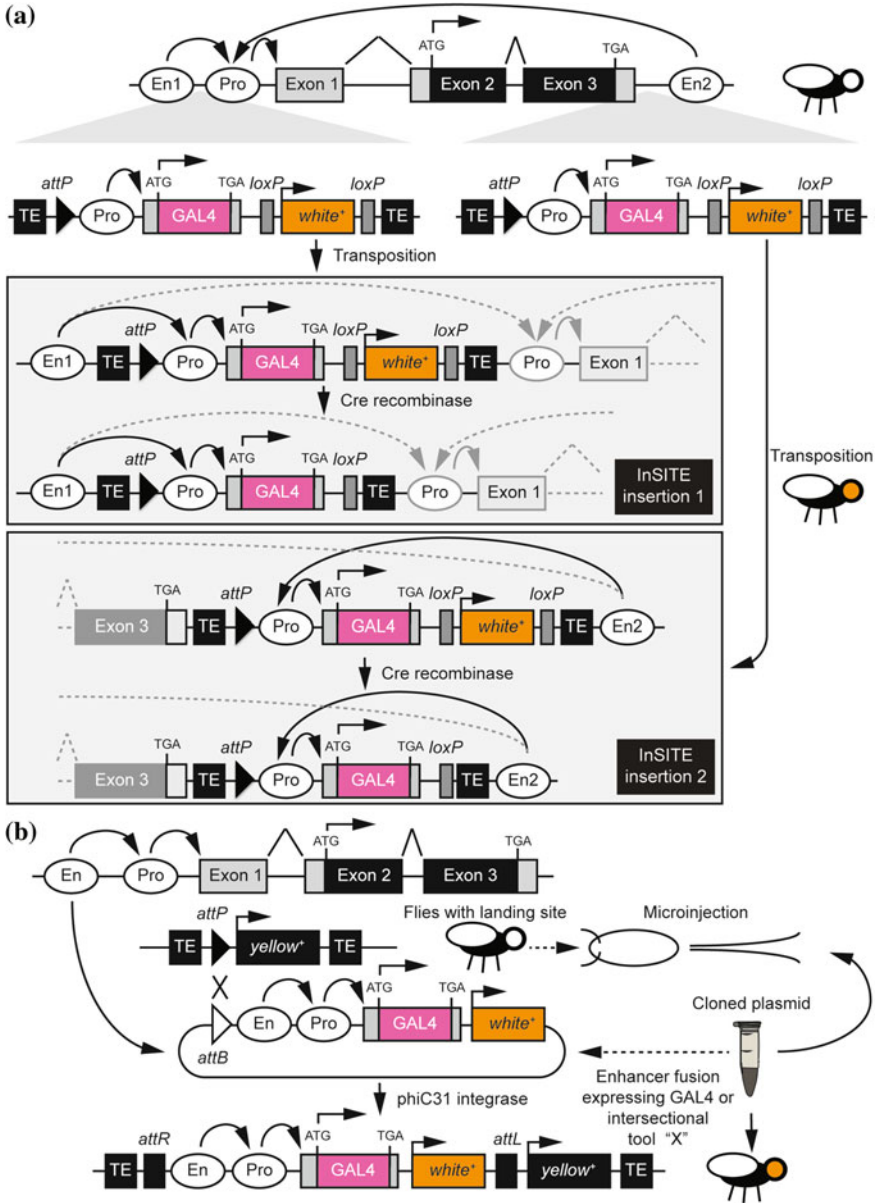 (a)
ATG TGA
En1 Pro Exon 1 Exon 2 Exon 3 En2
attP ATG TGA loxP loxP
TE Pro GAL4 white+ TE
attP ATG TGA loxP loxP
TE Pro GAL4 white+ TE
Transposition
attP ATG TGA loxP loxP
En1 TE Pro GAL4 white+ TE Pro Exon 1
Cre recombinase
attP ATG TGA loxP
En1 TE Pro GAL4 TE Pro Exon 1
InSITE
insertion 1
Transposition
TGA attP ATG TGA loxP loxP
Exon 3 TE Pro GAL4 white+ TE En2
Cre recombinase
TGA attP ATG TGA loxP
Exon 3 TE Pro GAL4 TE En2
InSITE
insertion 2
(b)
ATG TGA
En Pro Exon 1 Exon 2 Exon 3
attP
TE yellow+ TE
Flies with landing site
Microinjection
X
ATG TGA
En Pro GAL4 white+
attB
Cloned plasmid
Enhancer fusion
expressing GAL4 or
intersectional
tool "X"
phiC31 integrase
attR ATG TGA attL
TE En Pro GAL4 white+ yellow+ TE